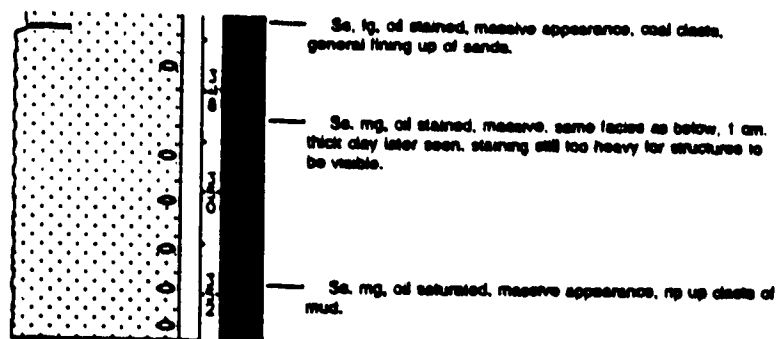 Ss, fg, oil stained, massive appearance, coal clasts,
general fining up of sands.
Ss. mg, oil stained, massive, same facies as below, 1 cm.
thick clay later seen, staining still too heavy for structures to
be visible.
Ss. mg, oil saturated, massive appearance, rip up clasts of
mud.